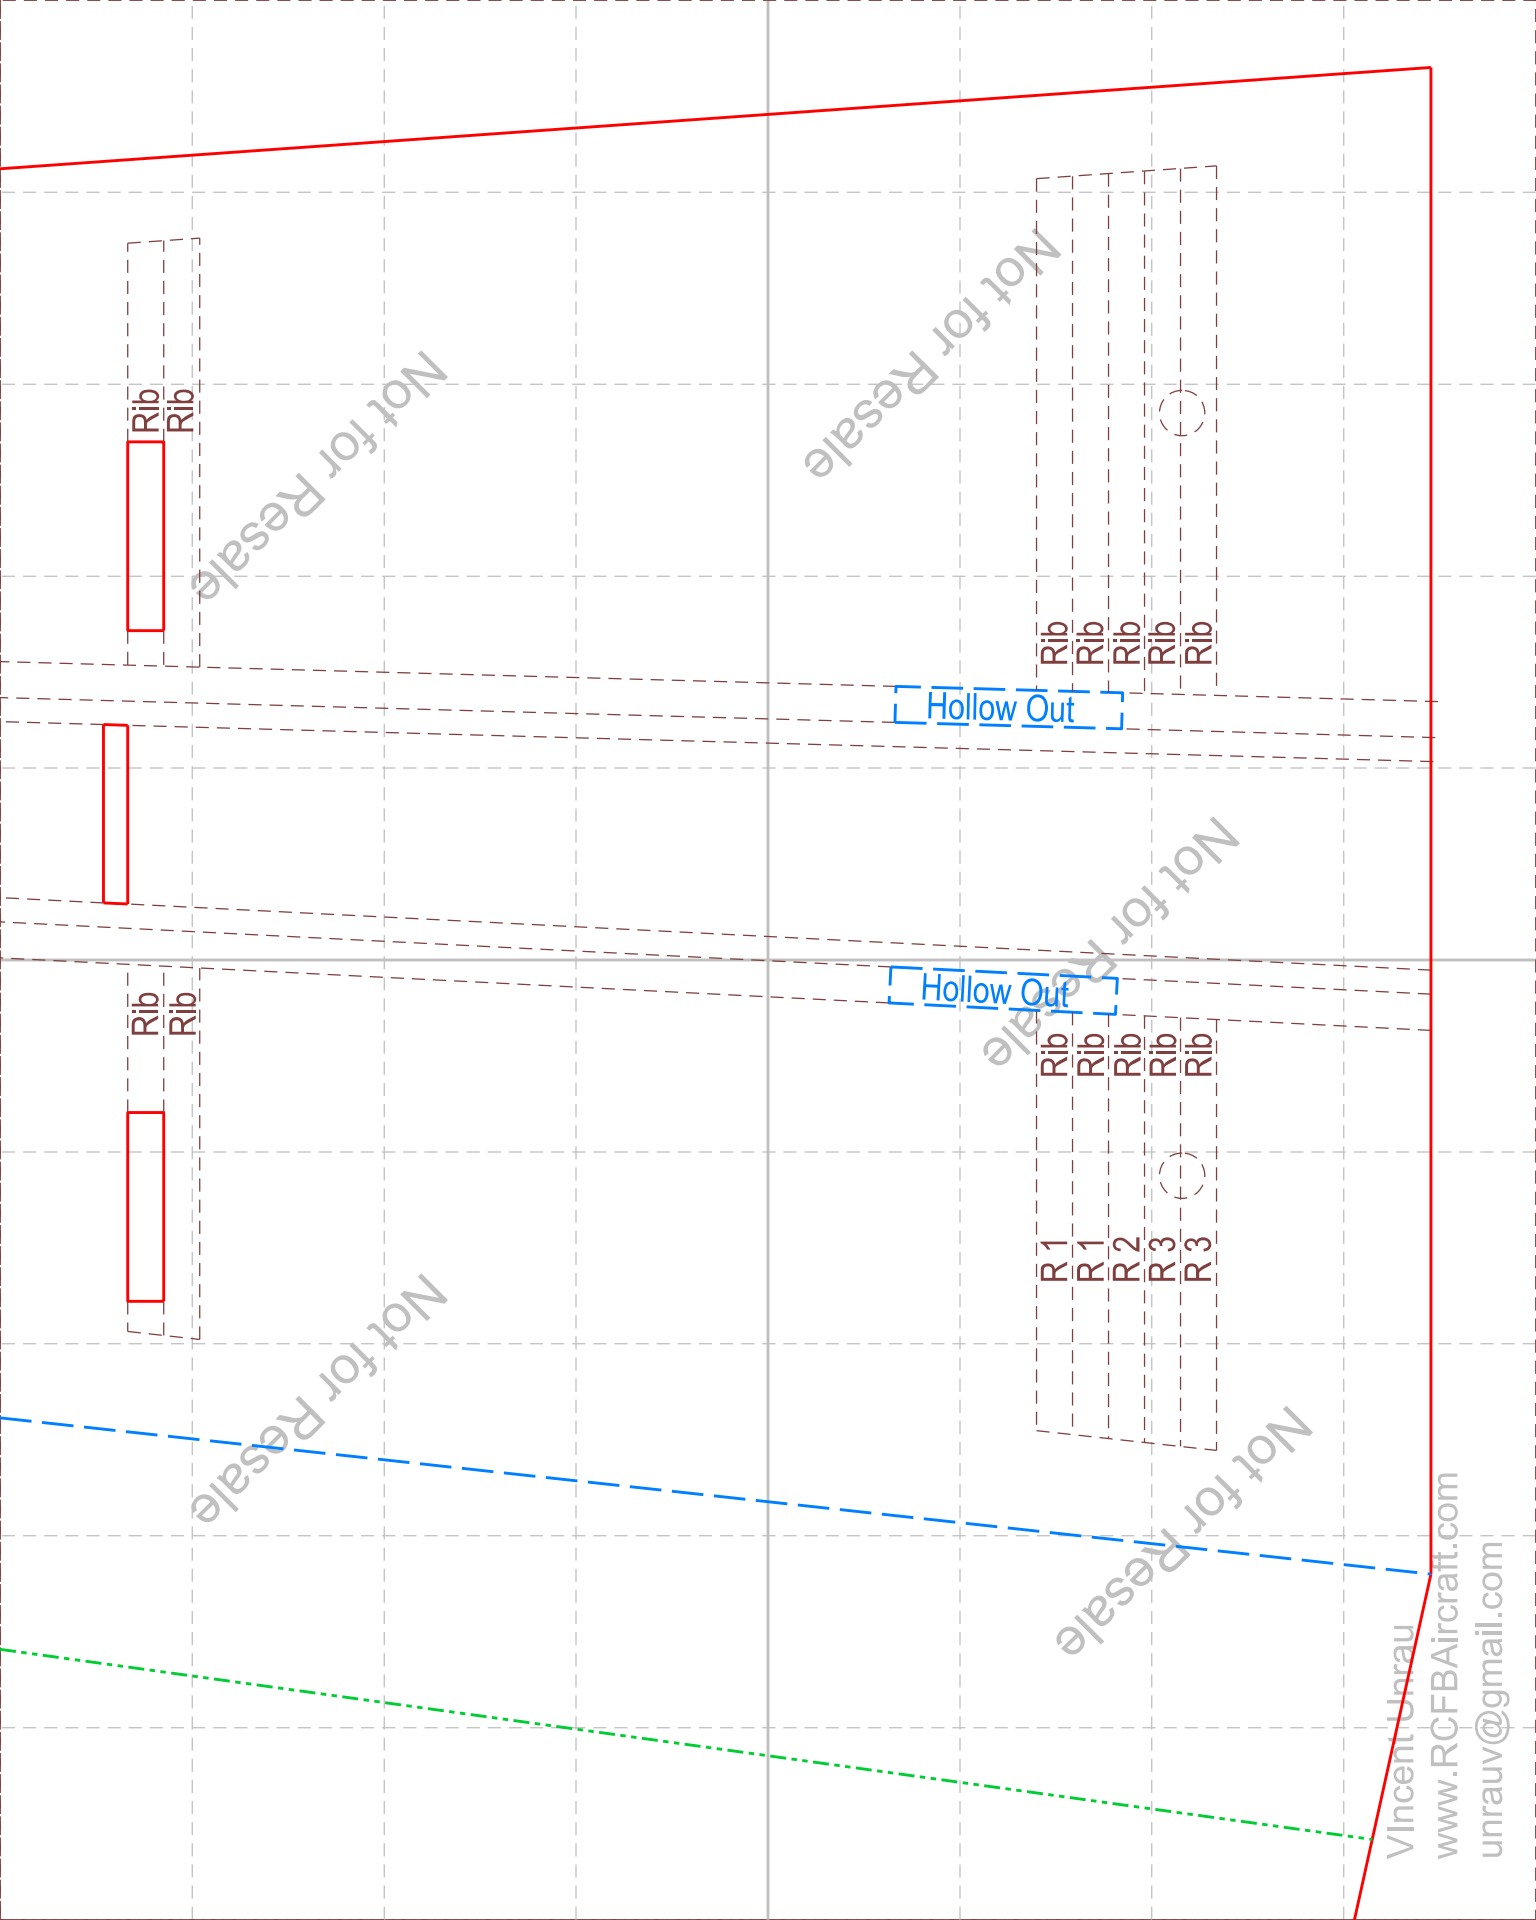 Not for Resale
Not for Resale
Rib
Rib
Rib
Rib
Rib
Rib
Rib
Hollow Out
Not for Resale
Hollow Out
Rib
Rib
Rib
Rib
Rib
Rib
Rib
R 1
R 1
R 2
R 3
R 3
Not for Resale
Not for Resale
VIncent Unrau
www.RCFBAircraft.com
unrauv@gmail.com